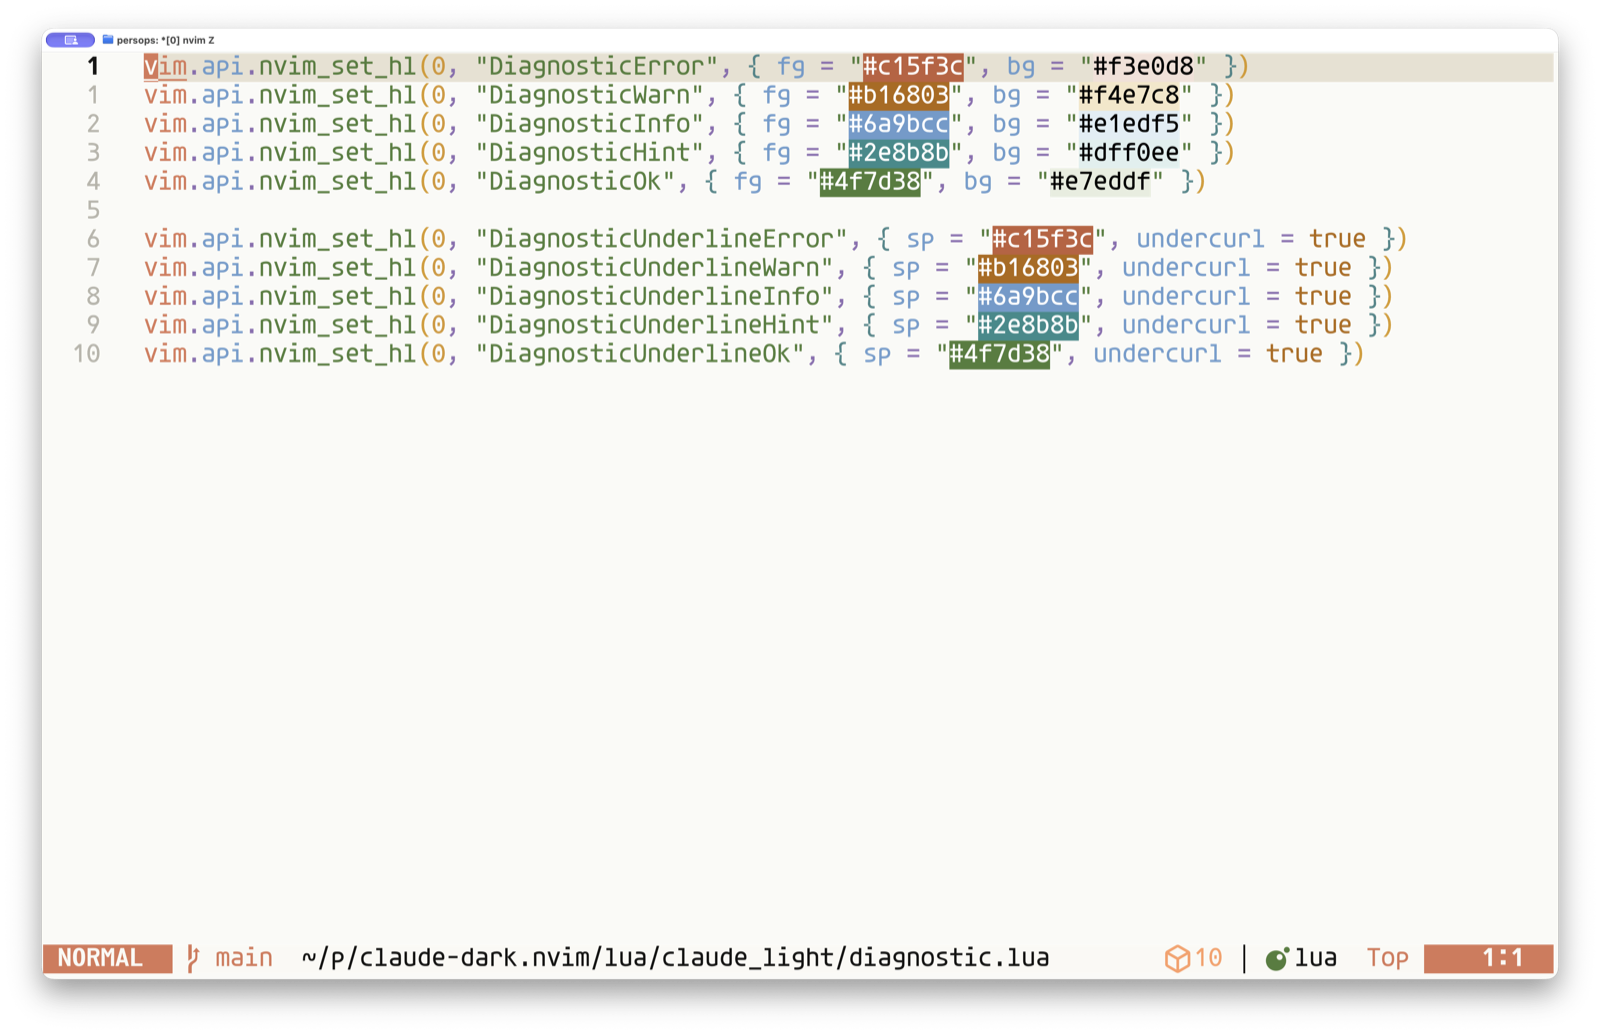 persops: *[0] nvim Z
1 vim.api.nvim_set_hl(0, "DiagnosticError", { fg = "#c15f3c", bg = "#f3e0d8" })
1 vim.api.nvim_set_hl(0, "DiagnosticWarn", { fg = "#b16803", bg = "#f4e7c8" })
2 vim.api.nvim_set_hl(0, "DiagnosticInfo", { fg = "#6a9bcc", bg = "#e1edf5" })
3 vim.api.nvim_set_hl(0, "DiagnosticHint", { fg = "#2e8b8b", bg = "#dff0ee" })
4 vim.api.nvim_set_hl(0, "DiagnosticOk", { fg = "#4f7d38", bg = "#e7eddf" })
5
6 vim.api.nvim_set_hl(0, "DiagnosticUnderlineError", { sp = "#c15f3c", undercurl = true })
7 vim.api.nvim_set_hl(0, "DiagnosticUnderlineWarn", { sp = "#b16803", undercurl = true })
8 vim.api.nvim_set_hl(0, "DiagnosticUnderlineInfo", { sp = "#6a9bcc", undercurl = true })
9 vim.api.nvim_set_hl(0, "DiagnosticUnderlineHint", { sp = "#2e8b8b", undercurl = true })
10 vim.api.nvim_set_hl(0, "DiagnosticUnderlineOk", { sp = "#4f7d38", undercurl = true })
NORMAL main ~/p/claude-dark.nvim/lua/claude_light/diagnostic.lua 10 | lua Top 1:1